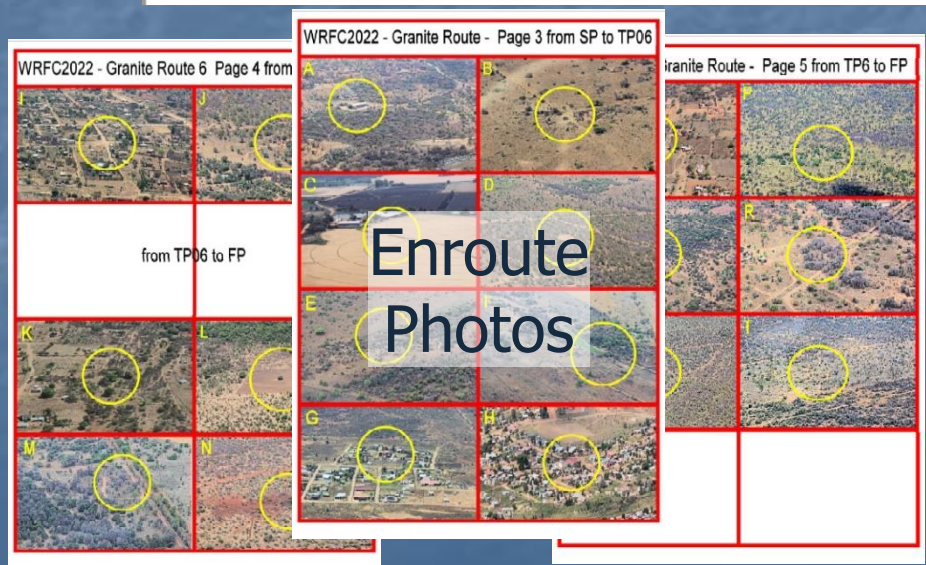 WRFC2022 - Granite Route 6 Page 4 from
I
J
from TP06 to FP
K
L
M
N
WRFC2022 - Granite Route - Page 3 from SP to TP06
A
B
C
D
Enroute
Photos
E
F
G
H
Granite Route - Page 5 from TP6 to FP
P
R
T